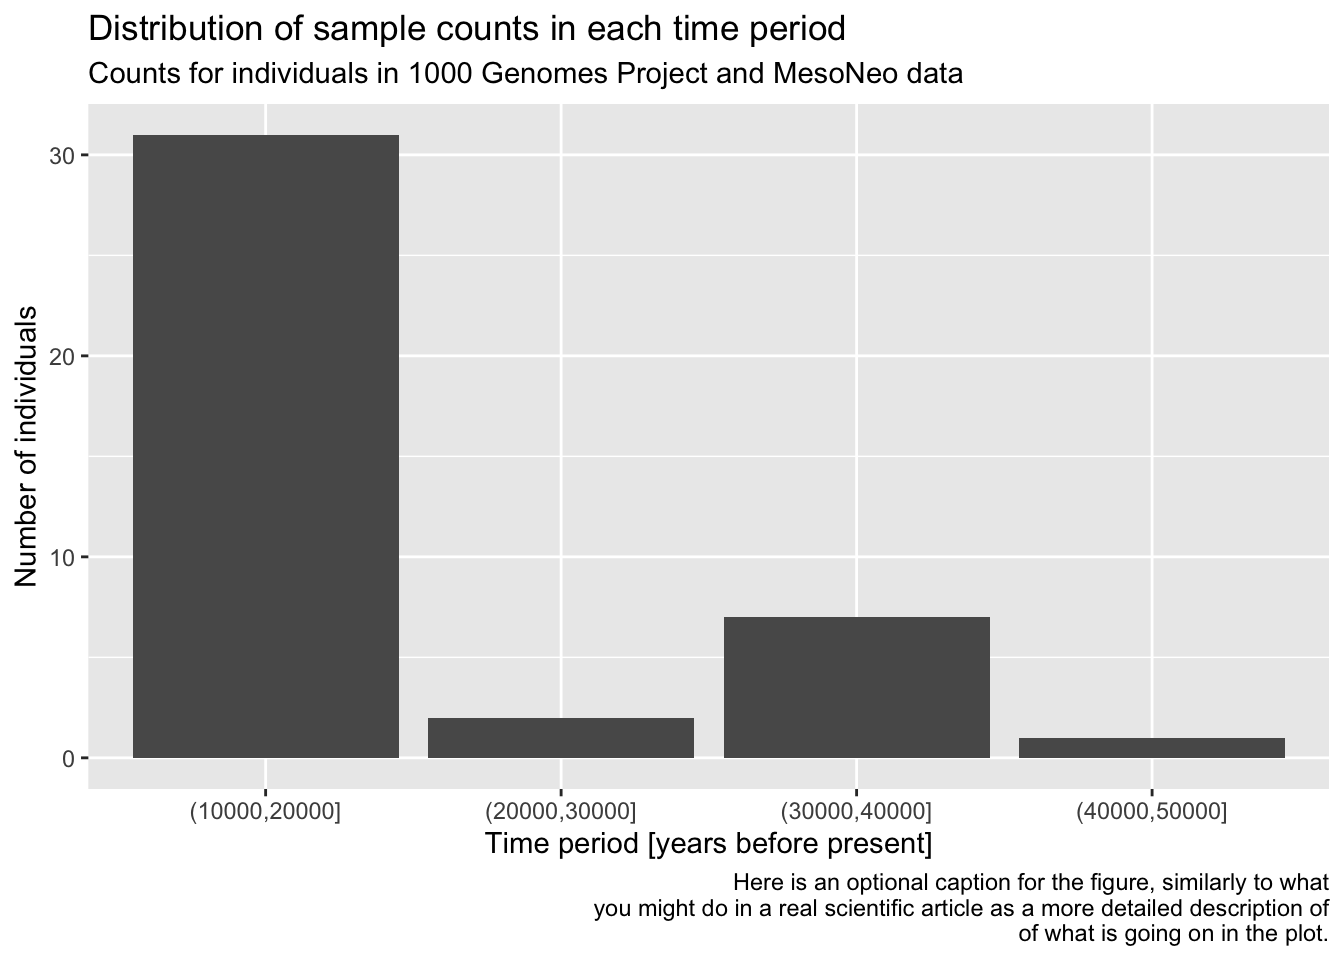 Distribution of sample counts in each time period
Counts for individuals in 1000 Genomes Project and MesoNeo data
Number of individuals
30
20
10
0
(10000,20000]
(20000,30000]
(30000,40000]
(40000,50000]
Time period [years before present]
Here is an optional caption for the figure, similarly to what
you might do in a real scientific article as a more detailed description of
of what is going on in the plot.